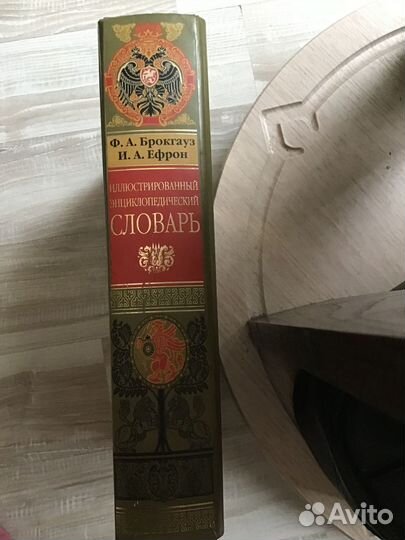 Ф. А. Брокгауз
И. А. Ефрон
ИЛЛЮСТРИРОВАННЫЙ
ЭНЦИКЛОПЕДИЧЕСКИЙ
СЛОВАРЬ
Avito